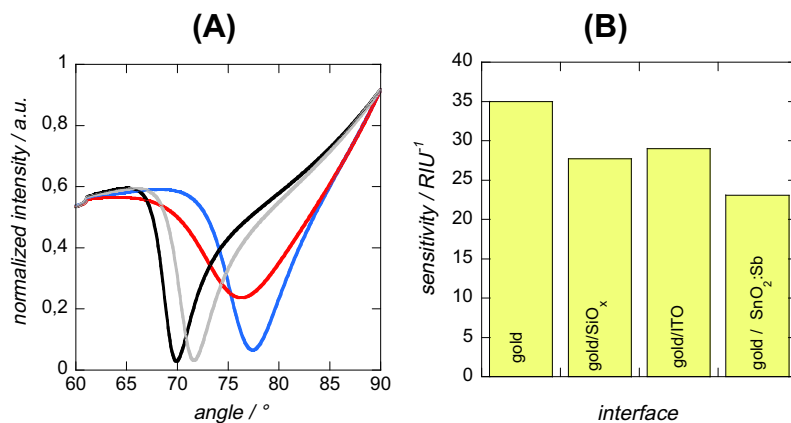 (A)
(B)
normalized intensity / a.u.
1
0,8
0,6
0,4
0,2
0
60
65
70
75
80
85
90
angle / °
sensitivity / RIU⁻¹
40
35
30
25
20
15
10
5
0
gold
gold/SiOₓ
gold/ITO
gold / SnO₂:Sb
interface